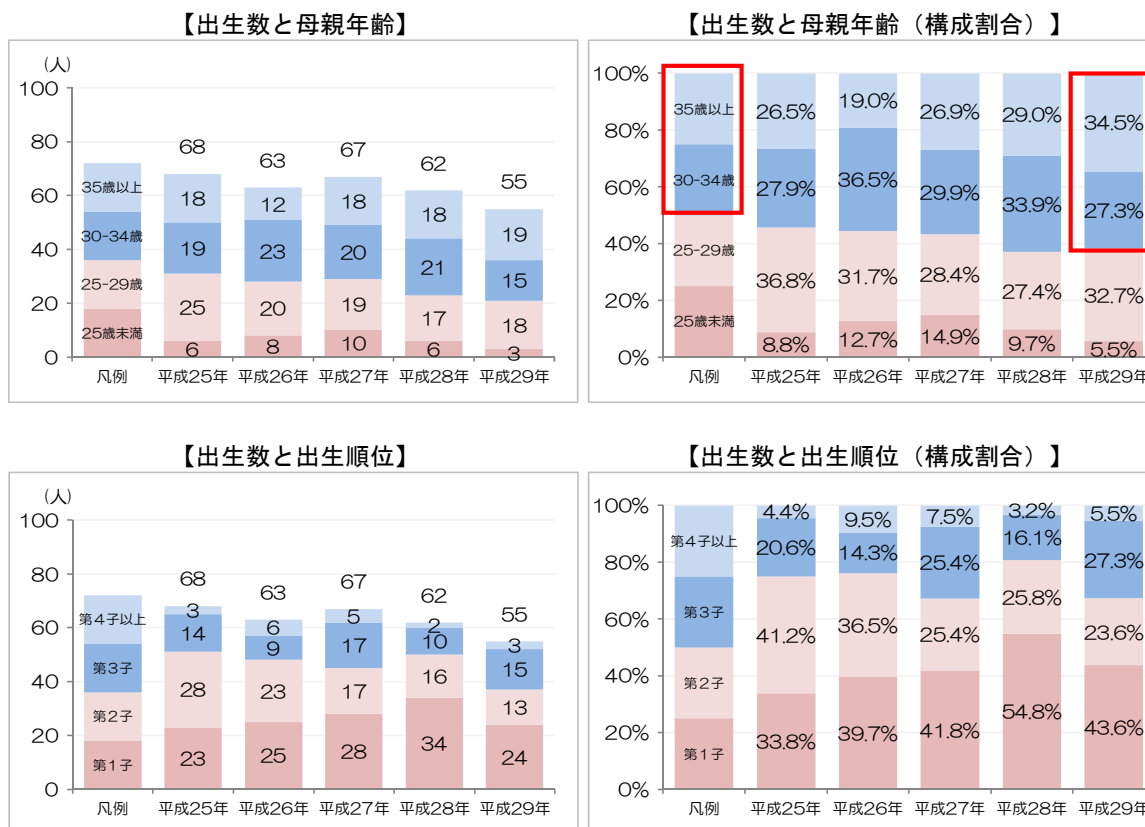 【出生数と母親年齢】
(人)
100
80
60
40
20
0
68
63
67
62
55
35歳以上
18
12
18
18
19
30-34歳
19
23
20
21
15
25-29歳
25
20
19
17
18
25歳未満
6
8
10
6
3
凡例
平成25年
平成26年
平成27年
平成28年
平成29年
【出生数と母親年齢（構成割合）】
100%
80%
60%
40%
20%
0%
35歳以上
26.5%
19.0%
26.9%
29.0%
34.5%
30-34歳
27.9%
36.5%
29.9%
33.9%
27.3%
25-29歳
36.8%
31.7%
28.4%
27.4%
32.7%
25歳未満
8.8%
12.7%
14.9%
9.7%
5.5%
凡例
平成25年
平成26年
平成27年
平成28年
平成29年
【出生数と出生順位】
(人)
100
80
60
40
20
0
68
63
67
62
55
第4子以上
3
6
5
2
3
第3子
14
9
17
10
15
第2子
28
23
17
16
13
第1子
23
25
28
34
24
凡例
平成25年
平成26年
平成27年
平成28年
平成29年
【出生数と出生順位（構成割合）】
100%
80%
60%
40%
20%
0%
第4子以上
4.4%
9.5%
7.5%
3.2%
5.5%
第3子
20.6%
14.3%
25.4%
16.1%
27.3%
第2子
41.2%
36.5%
25.4%
25.8%
23.6%
第1子
33.8%
39.7%
41.8%
54.8%
43.6%
凡例
平成25年
平成26年
平成27年
平成28年
平成29年